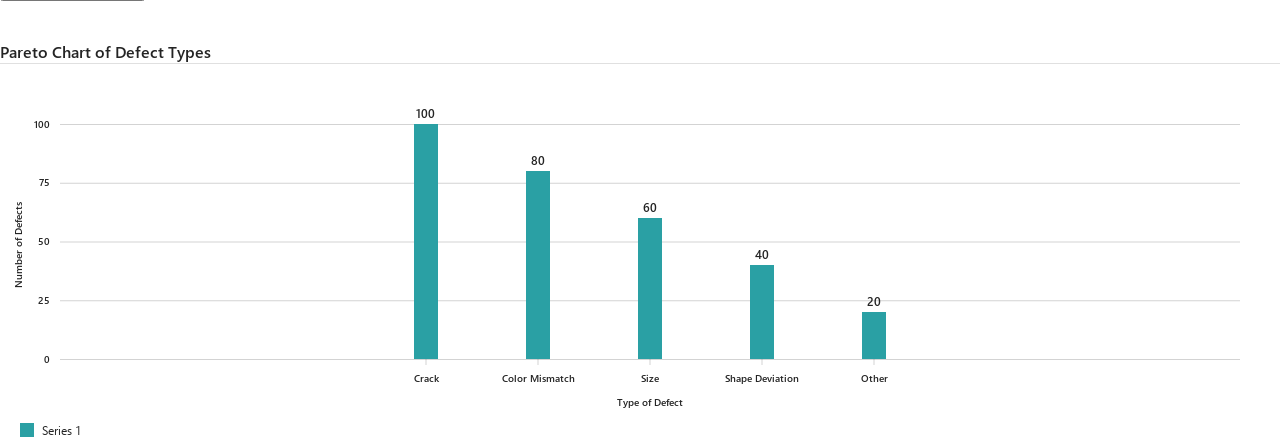 Pareto Chart of Defect Types
100
80
60
40
20
100
75
50
25
0
Number of Defects
Crack
Color Mismatch
Size
Shape Deviation
Other
Type of Defect
Series 1